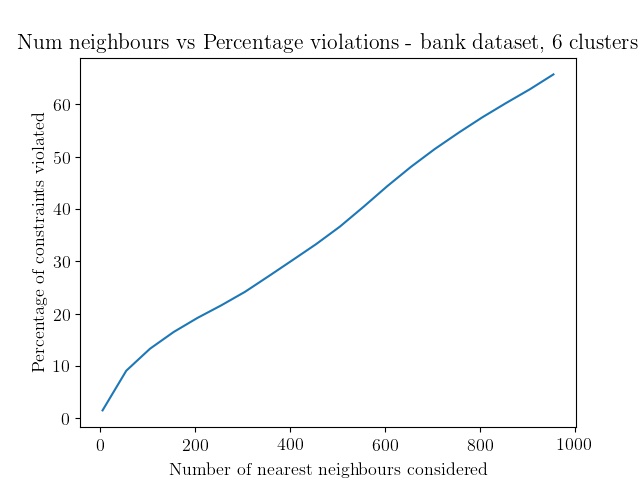 Num neighbours vs Percentage violations - bank dataset, 6 clusters
Percentage of constraints violated
60
50
40
30
20
10
0
0 200 400 600 800 1000
Number of nearest neighbours considered